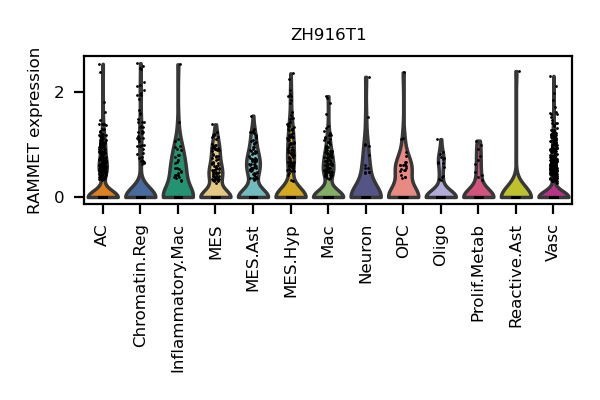 ZH916T1
RAMMET expression
2
0
AC
Chromatin.Reg
Inflammatory.Mac
MES
MES.Ast
MES.Hyp
Mac
Neuron
OPC
Oligo
Prolif.Metab
Reactive.Ast
Vasc